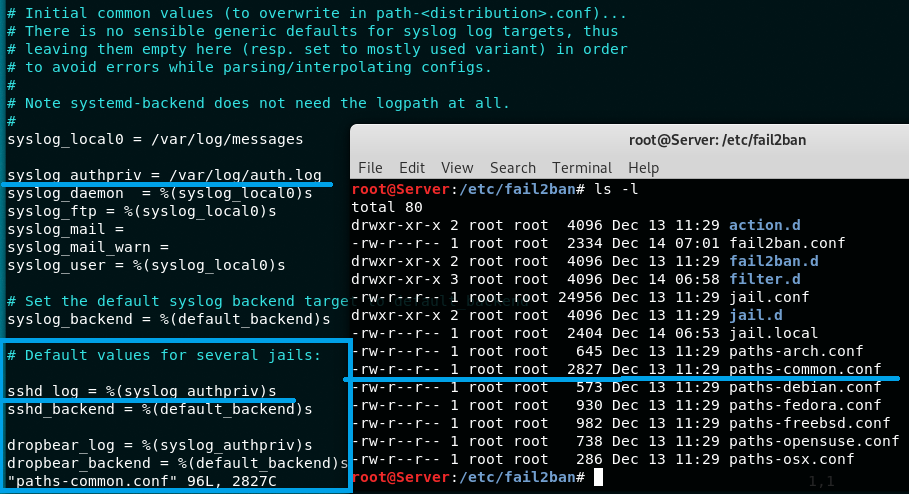 # Initial common values (to overwrite in path-<distribution>.conf)...
# There is no sensible generic defaults for syslog log targets, thus
# leaving them empty here (resp. set to mostly used variant) in order
# to avoid errors while parsing/interpolating configs.
#
# Note systemd-backend does not need the logpath at all.
#
syslog_local0 = /var/log/messages
syslog_authpriv = /var/log/auth.log
syslog_daemon  = %(syslog_local0)s
syslog_ftp = %(syslog_local0)s
syslog_mail =
syslog_mail_warn =
syslog_user = %(syslog_local0)s
# Set the default syslog backend target to default_backend
syslog_backend = %(default_backend)s
# Default values for several jails:
sshd_log = %(syslog_authpriv)s
sshd_backend = %(default_backend)s
dropbear_log = %(syslog_authpriv)s
dropbear_backend = %(default_backend)s
"paths-common.conf" 96L, 2827C
1,1
root@Server: /etc/fail2ban
File Edit View Search Terminal Help
root@Server:/etc/fail2ban# ls -l
total 80
drwxr-xr-x 2 root root  4096 Dec 13 11:29 action.d
-rw-r--r-- 1 root root  2334 Dec 14 07:01 fail2ban.conf
drwxr-xr-x 2 root root  4096 Dec 13 11:29 fail2ban.d
drwxr-xr-x 3 root root  4096 Dec 14 06:58 filter.d
-rw-r--r-- 1 root root 24956 Dec 13 11:29 jail.conf
drwxr-xr-x 2 root root  4096 Dec 13 11:29 jail.d
-rw-r--r-- 1 root root  2404 Dec 14 06:53 jail.local
-rw-r--r-- 1 root root   645 Dec 13 11:29 paths-arch.conf
-rw-r--r-- 1 root root  2827 Dec 13 11:29 paths-common.conf
-rw-r--r-- 1 root root   573 Dec 13 11:29 paths-debian.conf
-rw-r--r-- 1 root root   930 Dec 13 11:29 paths-fedora.conf
-rw-r--r-- 1 root root   982 Dec 13 11:29 paths-freebsd.conf
-rw-r--r-- 1 root root   738 Dec 13 11:29 paths-opensuse.conf
-rw-r--r-- 1 root root   286 Dec 13 11:29 paths-osx.conf
root@Server:/etc/fail2ban#